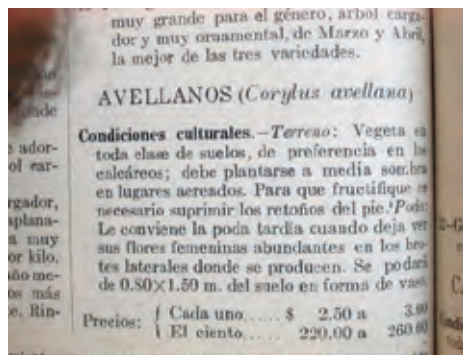 muy grande para el género, árbol carga-
dor y muy ornamental, de Marzo y Abril,
la mejor de las tres variedades.
AVELLANOS (Corylus avellana)
Condiciones culturales.—Terreno: Vegeta en
toda clase de suelos, de preferencia en los
calcáreos; debe plantarse a media sombra
en lugares aereados. Para que fructifique es
necesario suprimir los retoños del pie. Poda:
Le conviene la poda tardía cuando deja ver
sus flores femeninas abundantes en los bro-
tes laterales donde se producen. Se podará
de 0.80×1.50 m. del suelo en forma de vaso.
Precios: { Cada uno...... $ 2.50 a 3.00
{ El ciento..... 220.00 a 260.00
e ador-
ol car-
rgador,
aplana-
a muy
or kilo.
ño me-
os más
e. Rin-